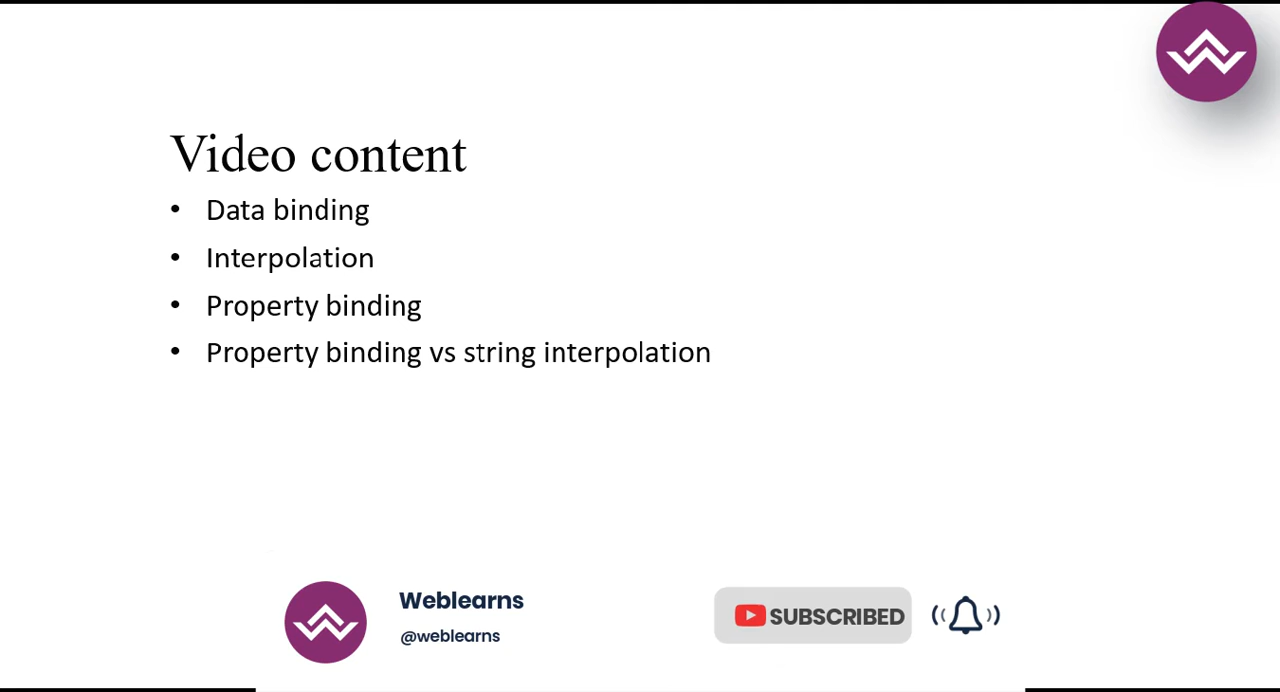 Video content
• Data binding
• Interpolation
• Property binding
• Property binding vs string interpolation
Weblearns
@weblearns
SUBSCRIBED